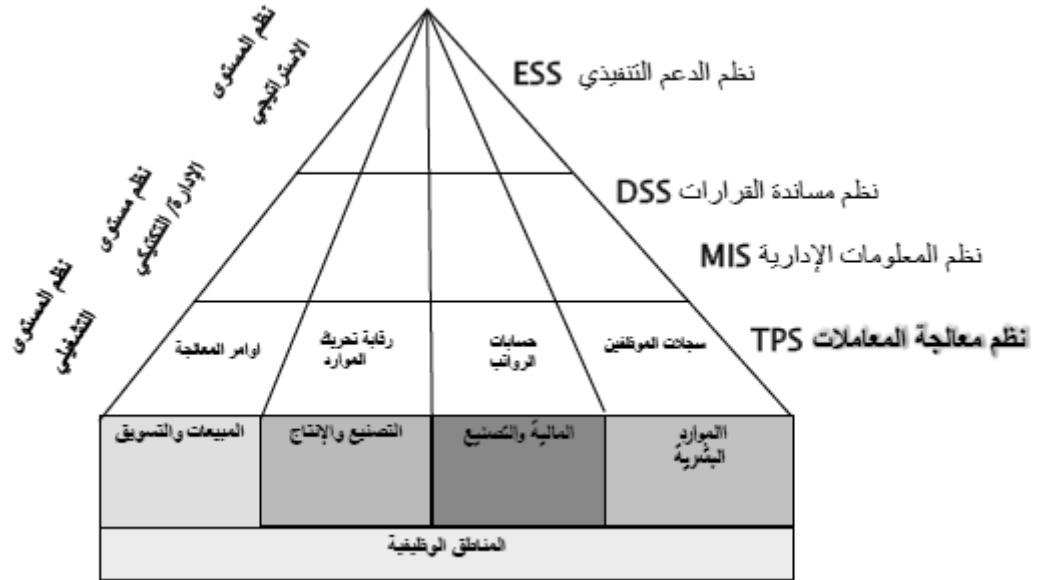 نظم المستوى
الاستراتيجي
نظم الدعم التنفيذي ESS
نظم مستوى
الإدارة/ التكتيكي
نظم مساندة القرارات DSS
نظم المعلومات الإدارية MIS
نظم المستوى
التشغيلي
نظم معالجة المعاملات TPS
سجلات الموظفين
حسابات
الرواتب
رقابة تحريك
الموارد
اوامر المعالجة
االموارد
البشرية
المالية والتصنيع
التصنيع والإنتاج
المبيعات والتسويق
المناطق الوظيفية